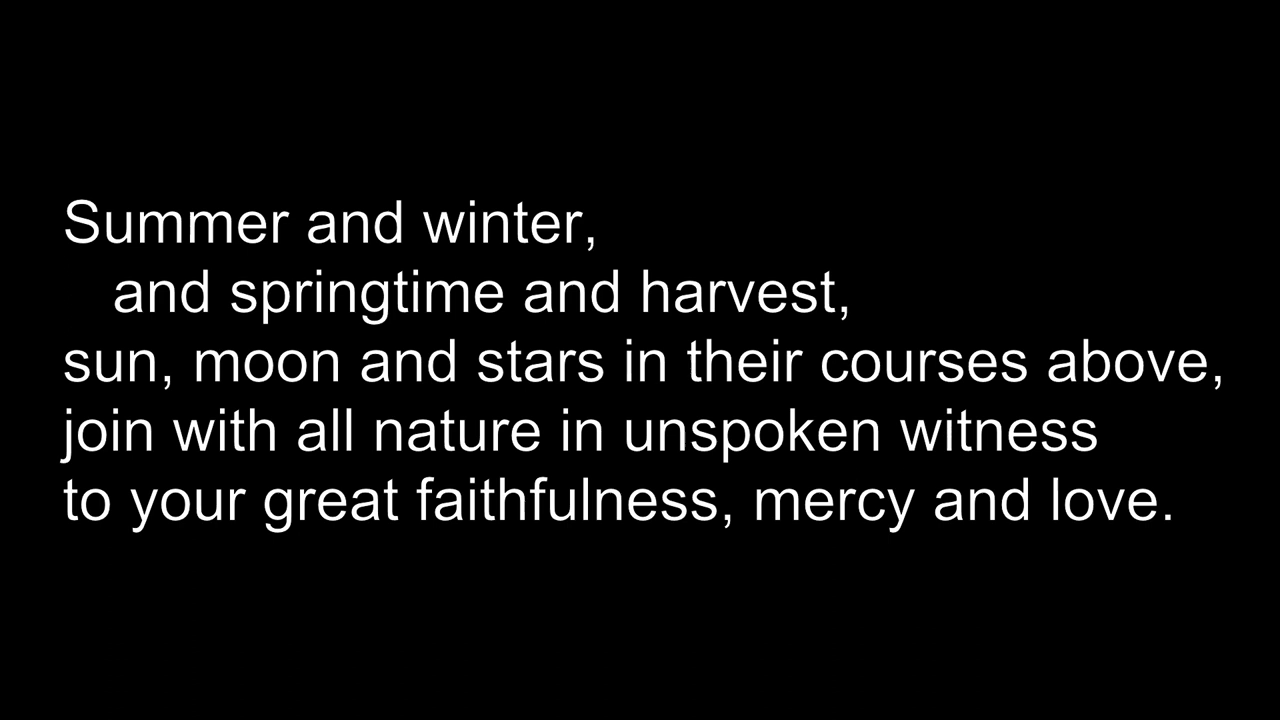 Summer and winter,
and springtime and harvest,
sun, moon and stars in their courses above,
join with all nature in unspoken witness
to your great faithfulness, mercy and love.